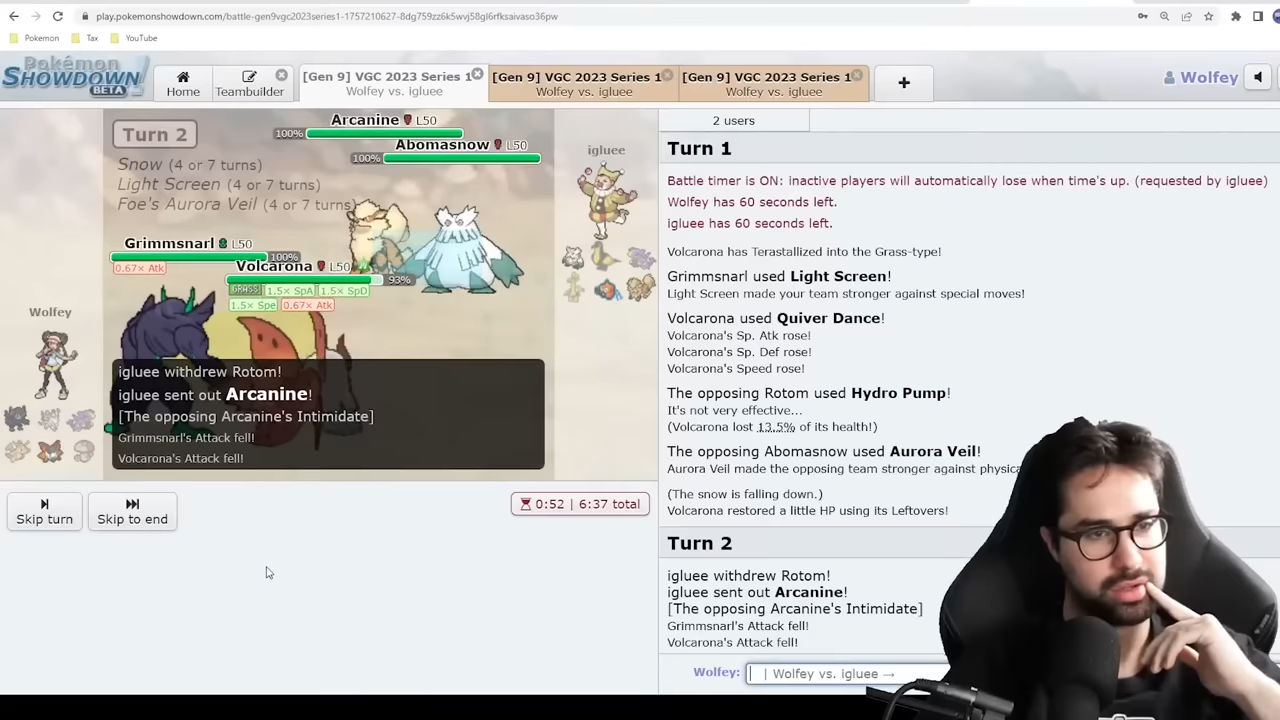 play.pokemonshowdown.com/battle-gen9vgc2023series1-1757210627-8dg759zz6k5wvj58gl6rfksaivaso36pw
Pokemon
Tax
YouTube
Pokémon
SHOWDOWN
BETA
Home
Teambuilder
[Gen 9] VGC 2023 Series 1
Wolfey vs. igluee
[Gen 9] VGC 2023 Series 1
Wolfey vs. igluee
[Gen 9] VGC 2023 Series 1
Wolfey vs. igluee
+
Wolfey
Turn 2
Snow (4 or 7 turns)
Light Screen (4 or 7 turns)
Foe's Aurora Veil (4 or 7 turns)
Arcanine L50
100%
Abomasnow L50
100%
igluee
Grimmsnarl L50
100%
0.67× Atk
Volcarona L50
93%
GRASS 1.5× SpA 1.5× SpD
1.5× Spe 0.67× Atk
Wolfey
igluee withdrew Rotom!
igluee sent out Arcanine!
[The opposing Arcanine's Intimidate]
Grimmsnarl's Attack fell!
Volcarona's Attack fell!
Skip turn
Skip to end
0:52 | 6:37 total
2 users
Turn 1
Battle timer is ON: inactive players will automatically lose when time's up. (requested by igluee)
Wolfey has 60 seconds left.
igluee has 60 seconds left.
Volcarona has Terastallized into the Grass-type!
Grimmsnarl used Light Screen!
Light Screen made your team stronger against special moves!
Volcarona used Quiver Dance!
Volcarona's Sp. Atk rose!
Volcarona's Sp. Def rose!
Volcarona's Speed rose!
The opposing Rotom used Hydro Pump!
It's not very effective...
(Volcarona lost 13.5% of its health!)
The opposing Abomasnow used Aurora Veil!
Aurora Veil made the opposing team stronger against physica
(The snow is falling down.)
Volcarona restored a little HP using its Leftovers!
Turn 2
igluee withdrew Rotom!
igluee sent out Arcanine!
[The opposing Arcanine's Intimidate]
Grimmsnarl's Attack fell!
Volcarona's Attack fell!
Wolfey: | Wolfey vs. igluee →